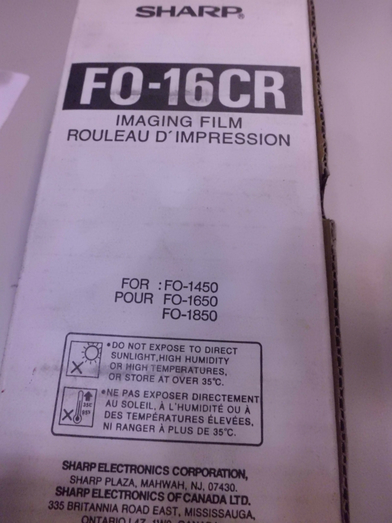 SHARP®
FO-16CR
IMAGING FILM
ROULEAU D'IMPRESSION
FOR : FO-1450
POUR FO-1650
FO-1850
•DO NOT EXPOSE TO DIRECT
SUNLIGHT, HIGH HUMIDITY
OR HIGH TEMPERATURES,
OR STORE AT OVER 35°C.
•NE PAS EXPOSER DIRECTEMENT
AU SOLEIL, À L'HUMIDITÉ OU À
DES TEMPÉRATURES ÉLEVÉES,
NI RANGER À PLUS DE 35°C.
SHARP ELECTRONICS CORPORATION,
SHARP PLAZA, MAHWAH, NJ, 07430.
SHARP ELECTRONICS OF CANADA LTD.
335 BRITANNIA ROAD EAST, MISSISSAUGA,
ONTARIO L4Z